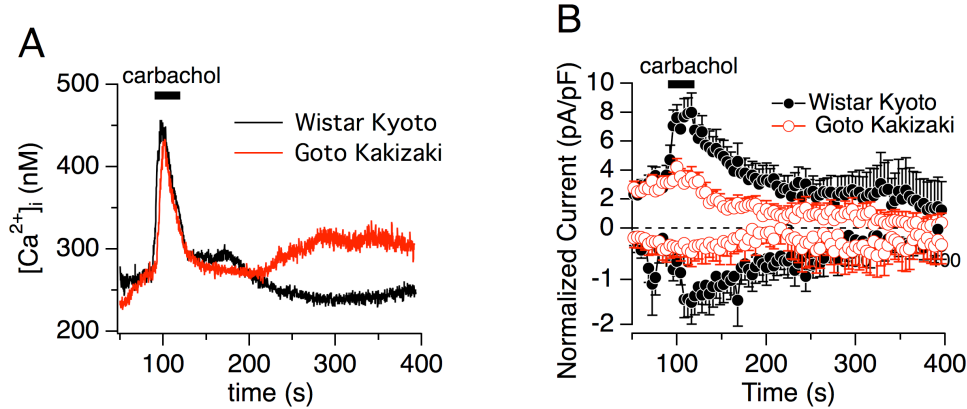 A
carbachol
500
400
300
200
[Ca2+]i (nM)
Wistar Kyoto
Goto Kakizaki
100
200
300
400
time (s)
B
carbachol
10
8
6
4
2
0
-1
-2
Normalized Current (pA/pF)
Wistar Kyoto
Goto Kakizaki
100
200
300
400
Time (s)